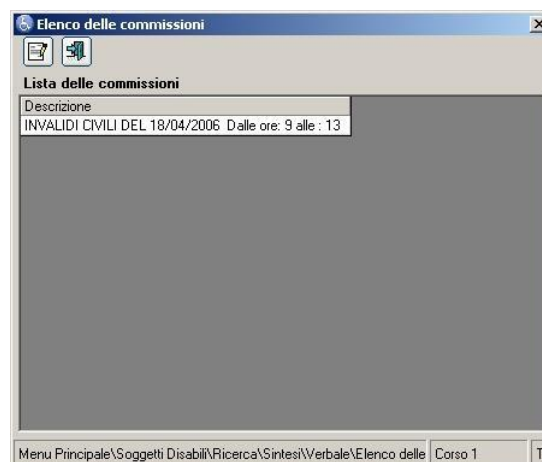 Elenco delle commissioni
Lista delle commissioni
Descrizione
INVALIDI CIVILI DEL 18/04/2006 Dalle ore: 9 alle : 13
Menu Principale\Soggetti Disabili\Ricerca\Sintesi\Verbale\Elenco delle Corso 1 T